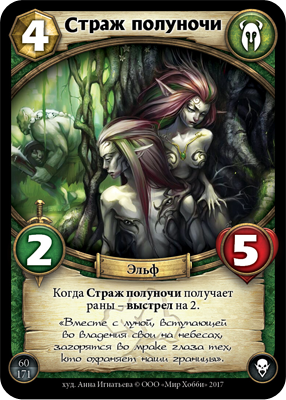 4
Страж полуночи
2
5
Эльф
Когда Страж полуночи получает
раны – выстрел на 2.
«Вместе с луной, вступающей
во владения свои на небесах,
загорятся во мраке глаза тех,
кто охраняет наши границы».
60
171
худ. Анна Игнатьева © ООО «Мир Хобби» 2017